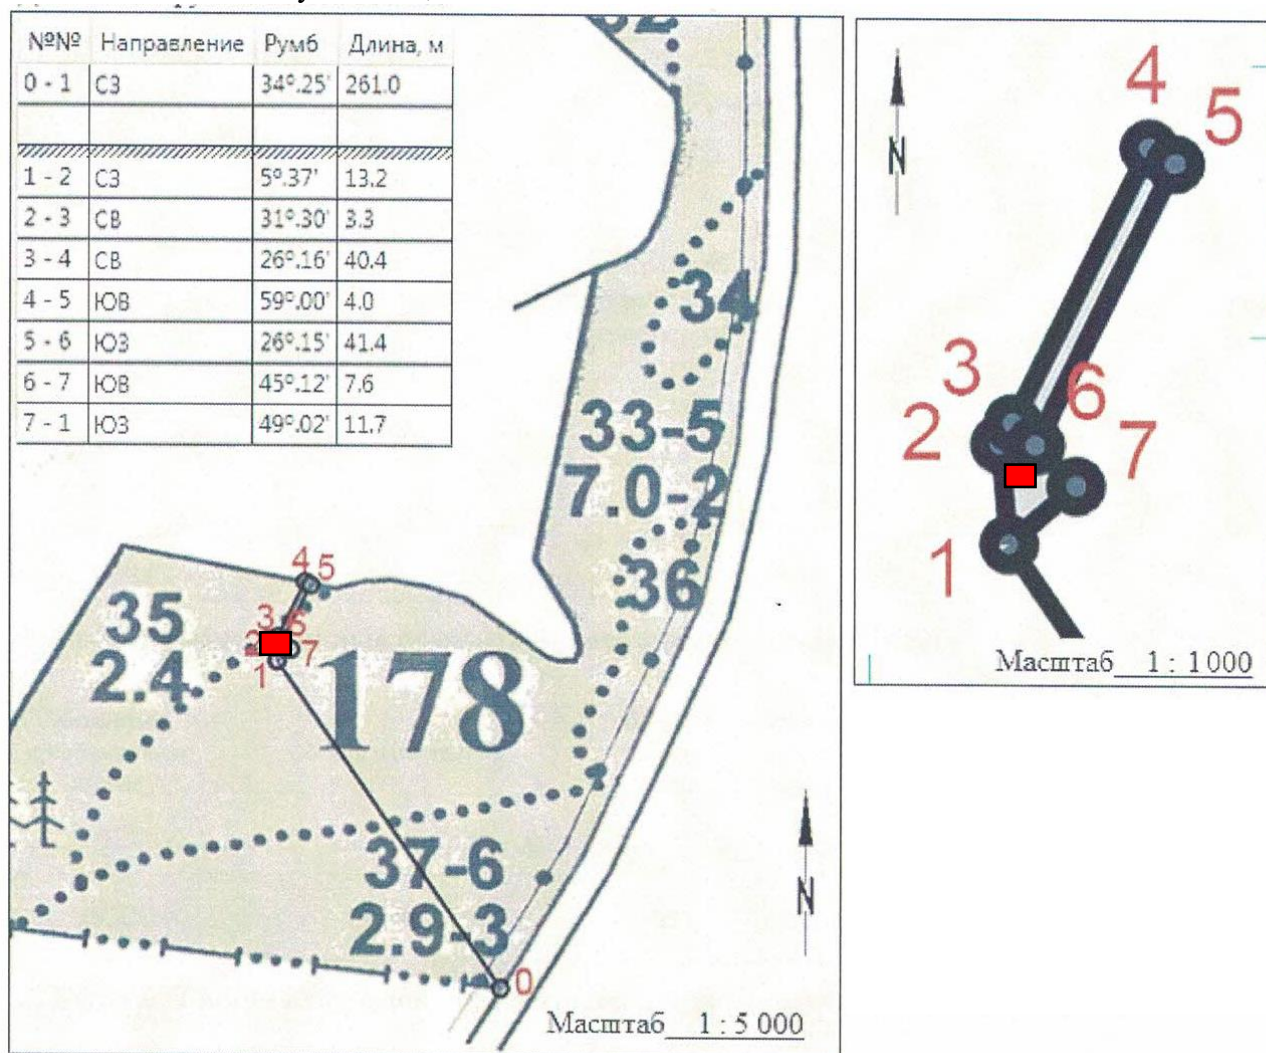 №№ Направление Румб Длина, м
0 - 1 СЗ 34°.25' 261.0
1 - 2 СЗ 5°.37' 13.2
2 - 3 СВ 31°.30' 3.3
3 - 4 СВ 26°.16' 40.4
4 - 5 ЮВ 59°.00' 4.0
5 - 6 ЮЗ 26°.15' 41.4
6 - 7 ЮВ 45°.12' 7.6
7 - 1 ЮЗ 49°.02' 11.7
34
33-5
7.0-2
36
4 5
35
2.4
3 6
7
1
178
37-6
2.9-3
N
0
Масштаб 1 : 5 000
N
4
5
3
6
2
7
1
Масштаб 1 : 1000